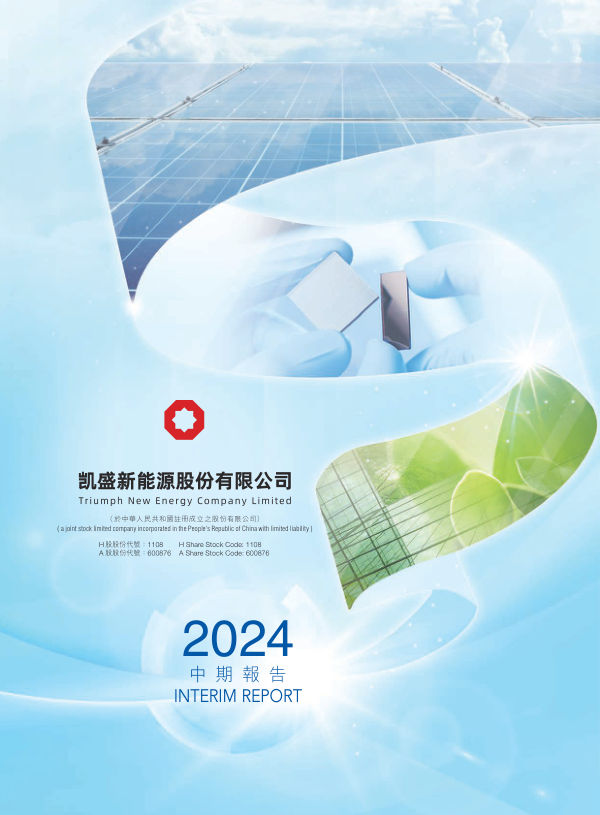 凯盛新能源股份有限公司
Triumph New Energy Company Limited
（於中華人民共和國註冊成立之股份有限公司）
( a joint stock limited company incorporated in the People's Republic of China with limited liability )
H 股股份代號：1108 H Share Stock Code: 1108
A 股股份代號：600876 A Share Stock Code: 600876
2024
中期報告
INTERIM REPORT